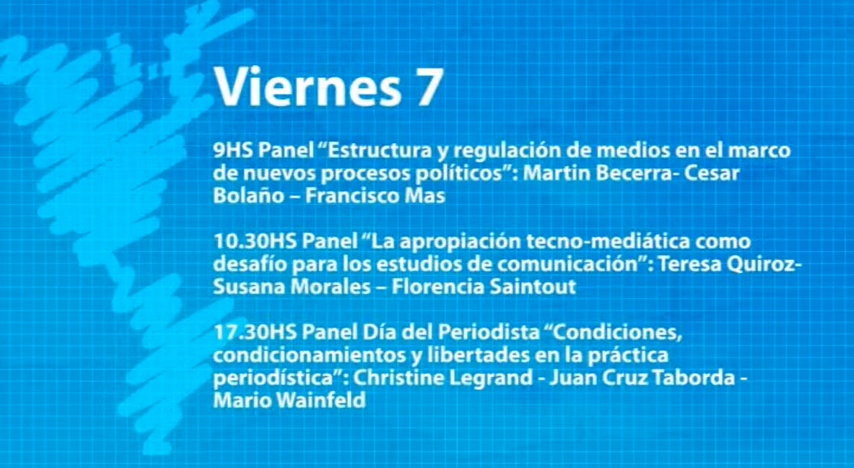 Viernes 7
9HS Panel “Estructura y regulación de medios en el marco
de nuevos procesos políticos”: Martin Becerra- Cesar
Bolaño – Francisco Mas
10.30HS Panel “La apropiación tecno-mediática como
desafío para los estudios de comunicación”: Teresa Quiroz-
Susana Morales – Florencia Saintout
17.30HS Panel Día del Periodista “Condiciones,
condicionamientos y libertades en la práctica
periodística”: Christine Legrand - Juan Cruz Taborda -
Mario Wainfeld